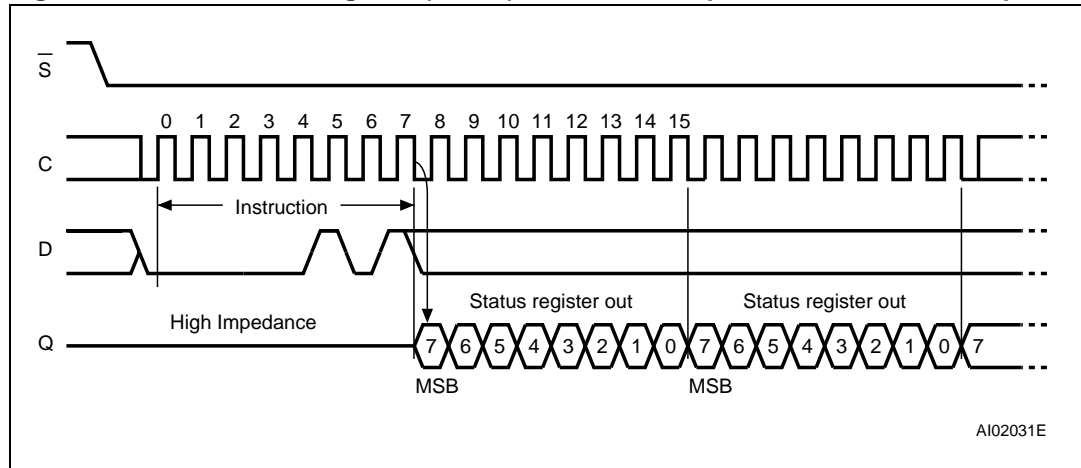 S
0 1 2 3 4 5 6 7 8 9 10 11 12 13 14 15
C
Instruction
D
Status register out Status register out
High Impedance
Q 7 6 5 4 3 2 1 0 7 6 5 4 3 2 1 0 7
MSB MSB
AI02031E